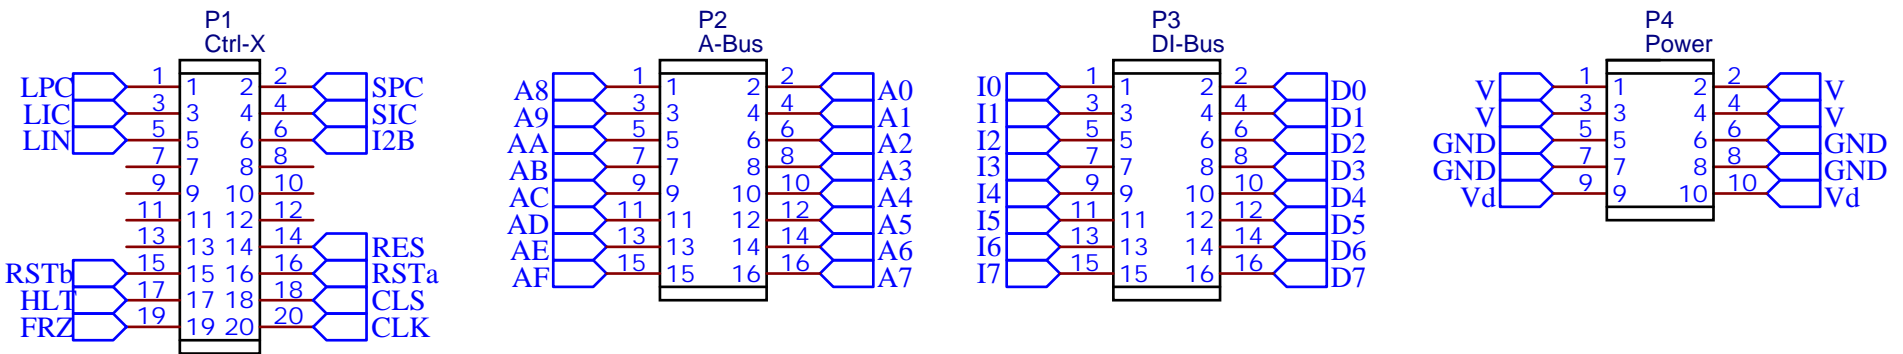 P1 P2 P3 P4
Ctrl-X A-Bus DI-Bus Power
LPC 1 1 2 2 SPC
LIC 3 3 4 4 SIC
LIN 5 5 6 6 I2B
7 7 8 8
9 9 10 10
11 11 12 12
13 13 14 14 RES
RSTb 15 15 16 16 RSTa
HLT 17 17 18 18 CLS
FRZ 19 19 20 20 CLK
A8 1 1 2 2 A0
A9 3 3 4 4 A1
AA 5 5 6 6 A2
AB 7 7 8 8 A3
AC 9 9 10 10 A4
AD 11 11 12 12 A5
AE 13 13 14 14 A6
AF 15 15 16 16 A7
I0 1 1 2 2 D0
I1 3 3 4 4 D1
I2 5 5 6 6 D2
I3 7 7 8 8 D3
I4 9 9 10 10 D4
I5 11 11 12 12 D5
I6 13 13 14 14 D6
I7 15 15 16 16 D7
V 1 1 2 2 V
V 3 3 4 4 V
GND 5 5 6 6 GND
GND 7 7 8 8 GND
Vd 9 9 10 10 Vd